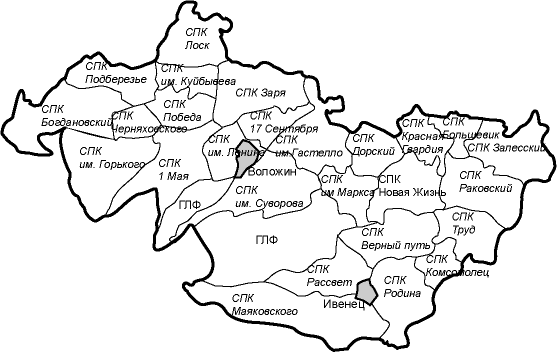 СПК
Лоск
СПК
Подберезье
СПК
им. Куйбышева
СПК Заря
СПК
Богдановский
СПК
Черняховского
СПК
Победа
СПК
17 Сентября
СПК
им. Горького
СПК
1 Мая
СПК
им. Ленина
Воложин
СПК
им Гастелло
СПК
Дорский
СПК
Красная
Гвардия
СПК
Большевик
СПК Залесский
СПК
им Маркса
СПК
Новая Жизнь
СПК
Раковский
ГЛФ
СПК
им. Суворова
ГЛФ
СПК
Верный путь
СПК
Труд
СПК
Рассвет
СПК
Комсомолец
СПК
Родина
СПК
Маяковского
Ивенец